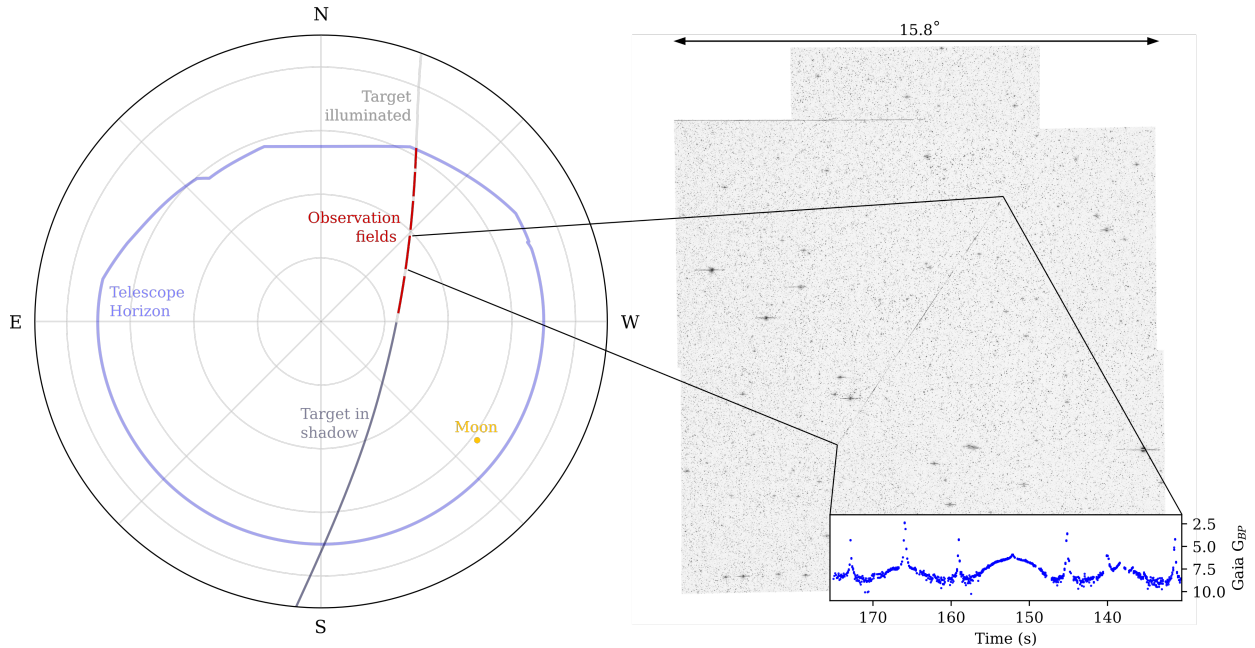 N
E
W
S
Target
illuminated
Observation
fields
Telescope
Horizon
Target in
shadow
Moon
15.8°
2.5
5.0
7.5
10.0
Gaia G_BP
170
160
150
140
Time (s)